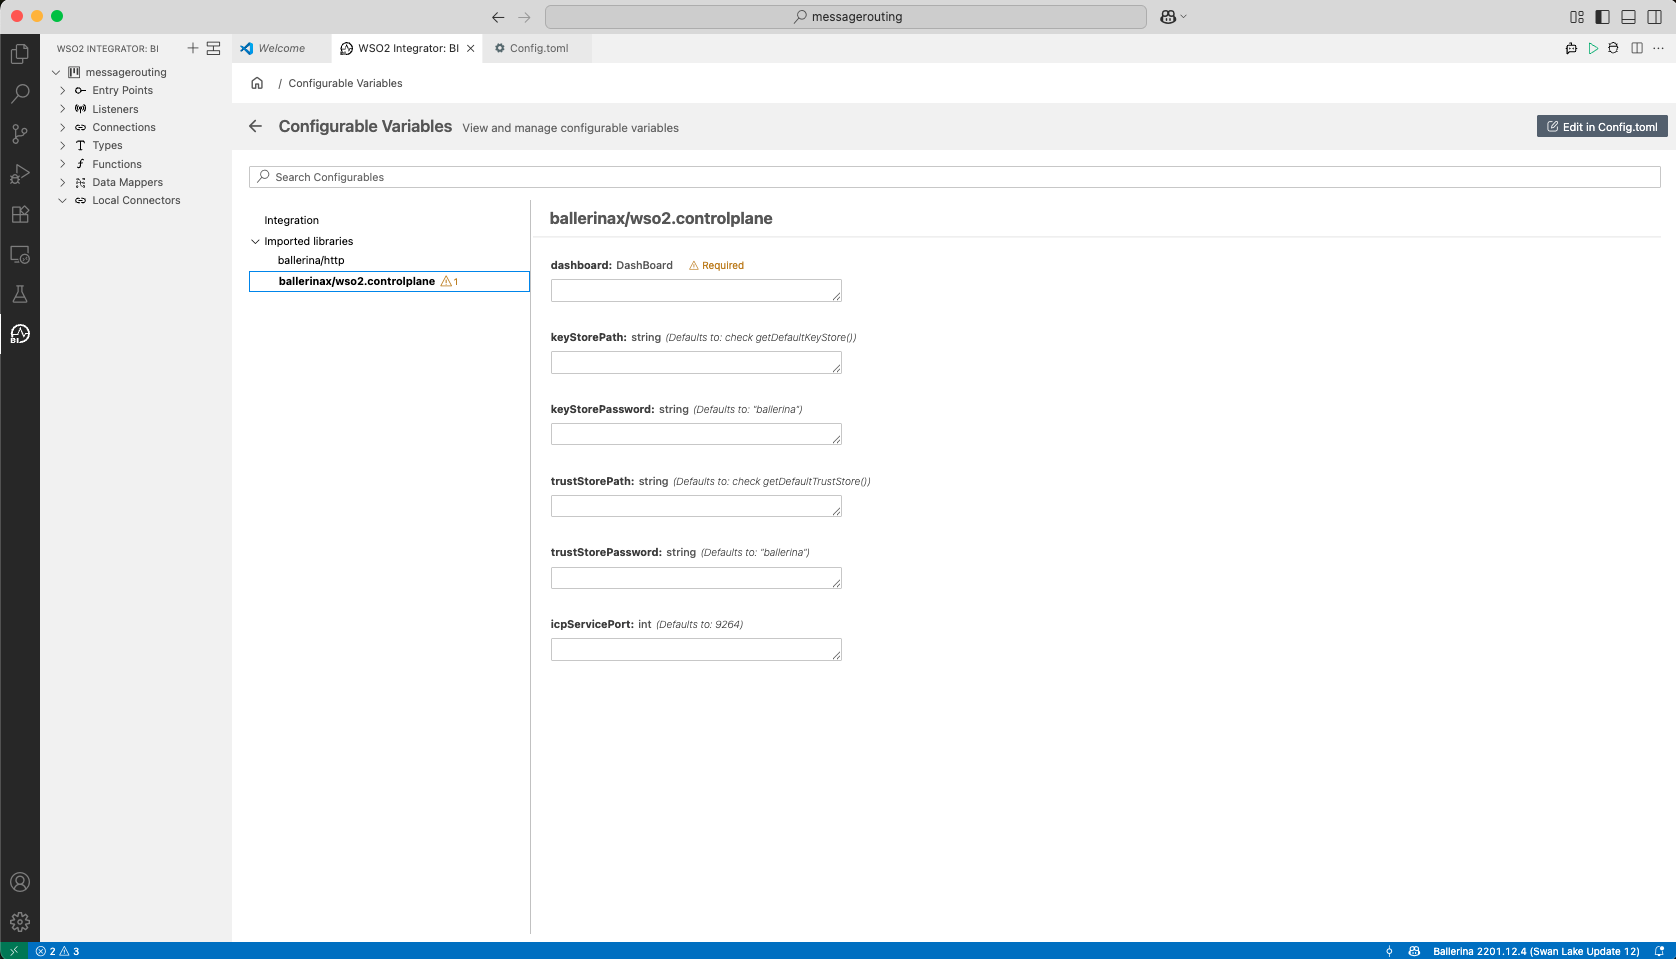 messagerouting
WSO2 INTEGRATOR: BI
Welcome
WSO2 Integrator: BI
Config.toml
messagerouting
Entry Points
Listeners
Connections
Types
Functions
Data Mappers
Local Connectors
/ Configurable Variables
Configurable Variables View and manage configurable variables
Edit in Config.toml
Search Configurables
Integration
Imported libraries
ballerina/http
ballerinax/wso2.controlplane 1
ballerinax/wso2.controlplane
dashboard: DashBoard Required
keyStorePath: string (Defaults to: check getDefaultKeyStore())
keyStorePassword: string (Defaults to: "ballerina")
trustStorePath: string (Defaults to: check getDefaultTrustStore())
trustStorePassword: string (Defaults to: "ballerina")
icpServicePort: int (Defaults to: 9264)
BI
2 3
Ballerina 2201.12.4 (Swan Lake Update 12)